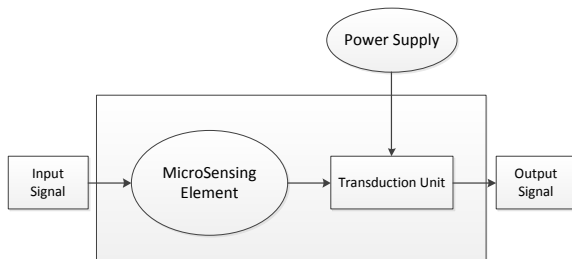 Power Supply
Input
Signal
MicroSensing
Element
Transduction Unit
Output
Signal